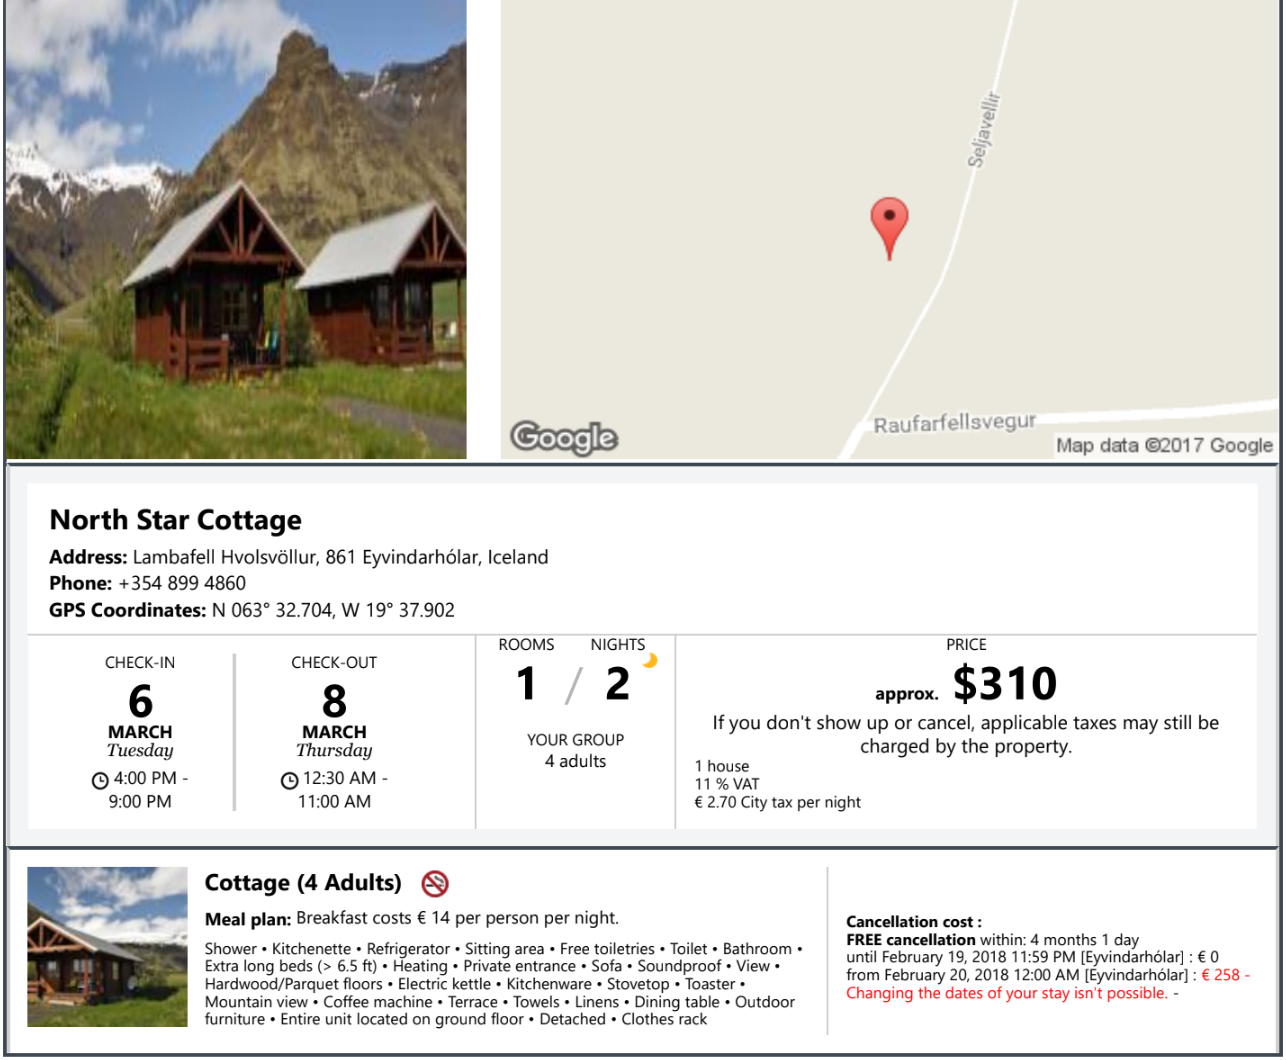 Seljavellir
Raufarfellsvegur
Google
Map data ©2017 Google
North Star Cottage
Address: Lambafell Hvolsvöllur, 861 Eyvindarhólar, Iceland
Phone: +354 899 4860
GPS Coordinates: N 063° 32.704, W 19° 37.902
CHECK-IN
6
MARCH
Tuesday
4:00 PM -
9:00 PM
CHECK-OUT
8
MARCH
Thursday
12:30 AM -
11:00 AM
ROOMS NIGHTS
1 / 2
YOUR GROUP
4 adults
PRICE
approx. $310
If you don't show up or cancel, applicable taxes may still be
charged by the property.
1 house
11 % VAT
€ 2.70 City tax per night
Cottage (4 Adults)
Meal plan: Breakfast costs € 14 per person per night.
Shower • Kitchenette • Refrigerator • Sitting area • Free toiletries • Toilet • Bathroom •
Extra long beds (> 6.5 ft) • Heating • Private entrance • Sofa • Soundproof • View •
Hardwood/Parquet floors • Electric kettle • Kitchenware • Stovetop • Toaster •
Mountain view • Coffee machine • Terrace • Towels • Linens • Dining table • Outdoor
furniture • Entire unit located on ground floor • Detached • Clothes rack
Cancellation cost :
FREE cancellation within: 4 months 1 day
until February 19, 2018 11:59 PM [Eyvindarhólar] : € 0
from February 20, 2018 12:00 AM [Eyvindarhólar] : € 258 -
Changing the dates of your stay isn't possible. -